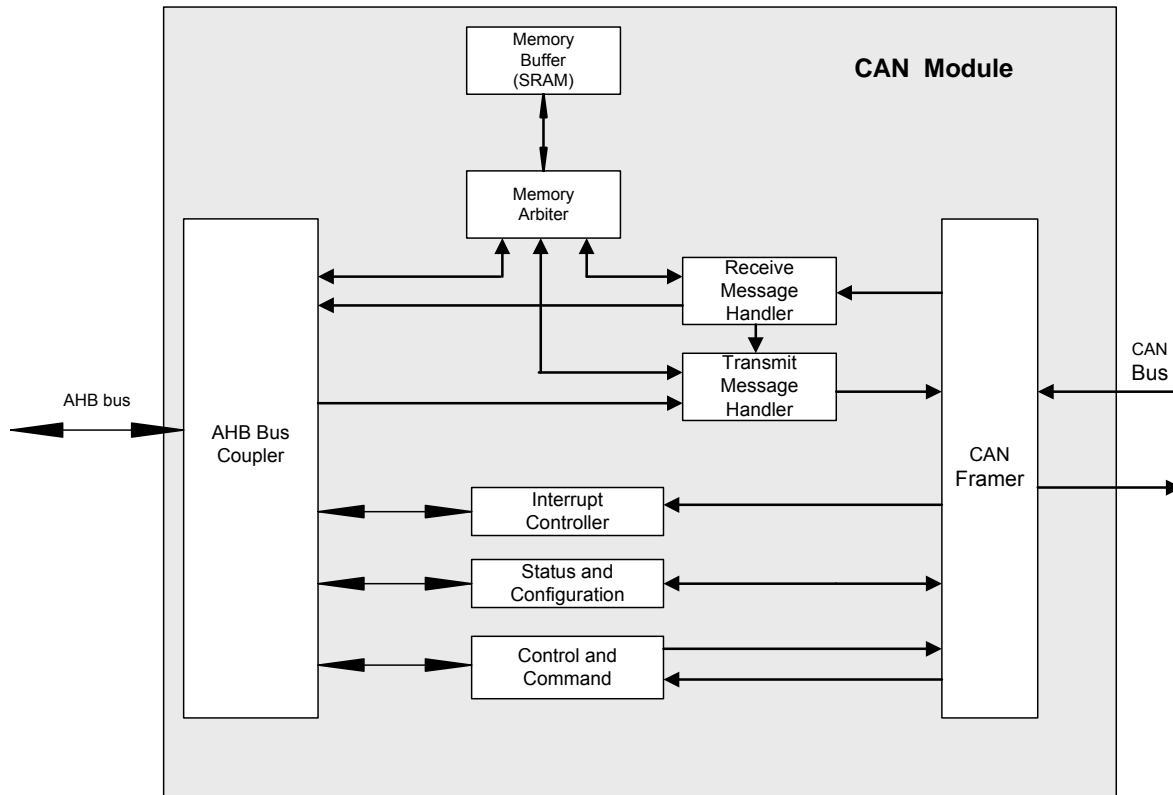 Memory
Buffer
(SRAM)
CAN Module
Memory
Arbiter
Receive
Message
Handler
Transmit
Message
Handler
CAN
Bus
AHB bus
AHB Bus
Coupler
CAN
Framer
Interrupt
Controller
Status and
Configuration
Control and
Command